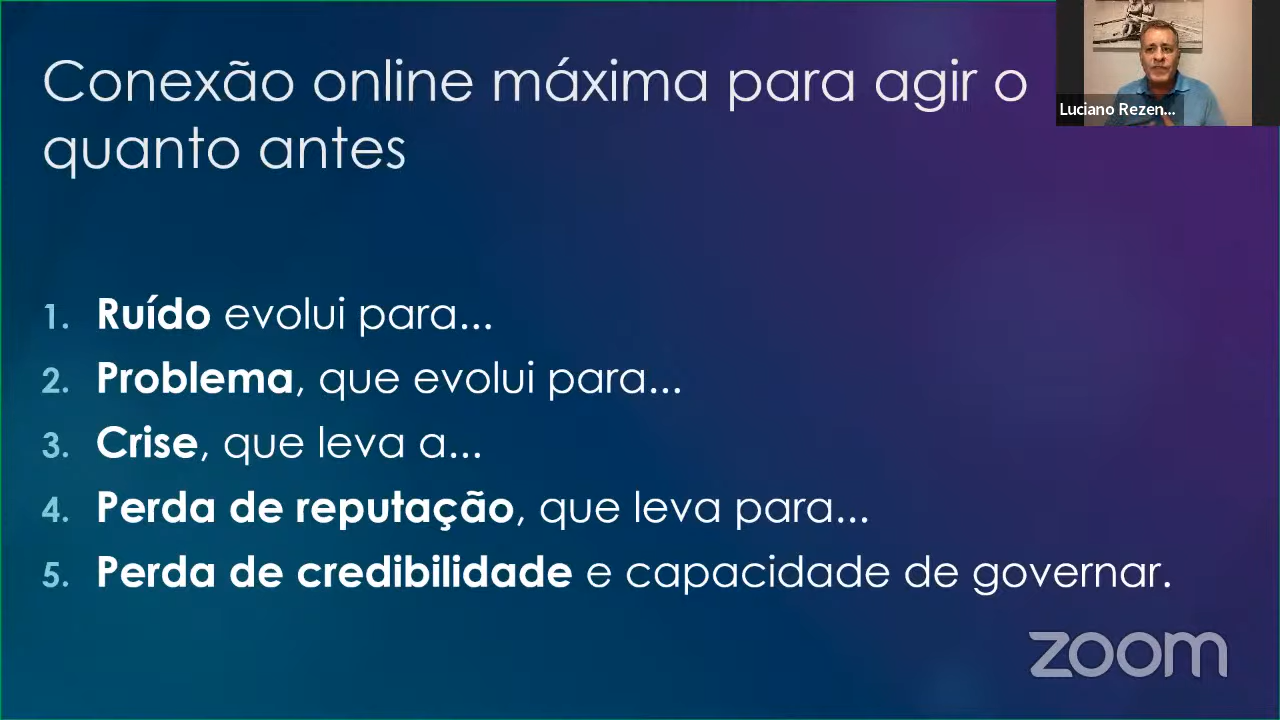 Conexão online máxima para agir o
quanto antes
Luciano Rezen...
1. Ruído evolui para...
2. Problema, que evolui para...
3. Crise, que leva a...
4. Perda de reputação, que leva para...
5. Perda de credibilidade e capacidade de governar.
zoom